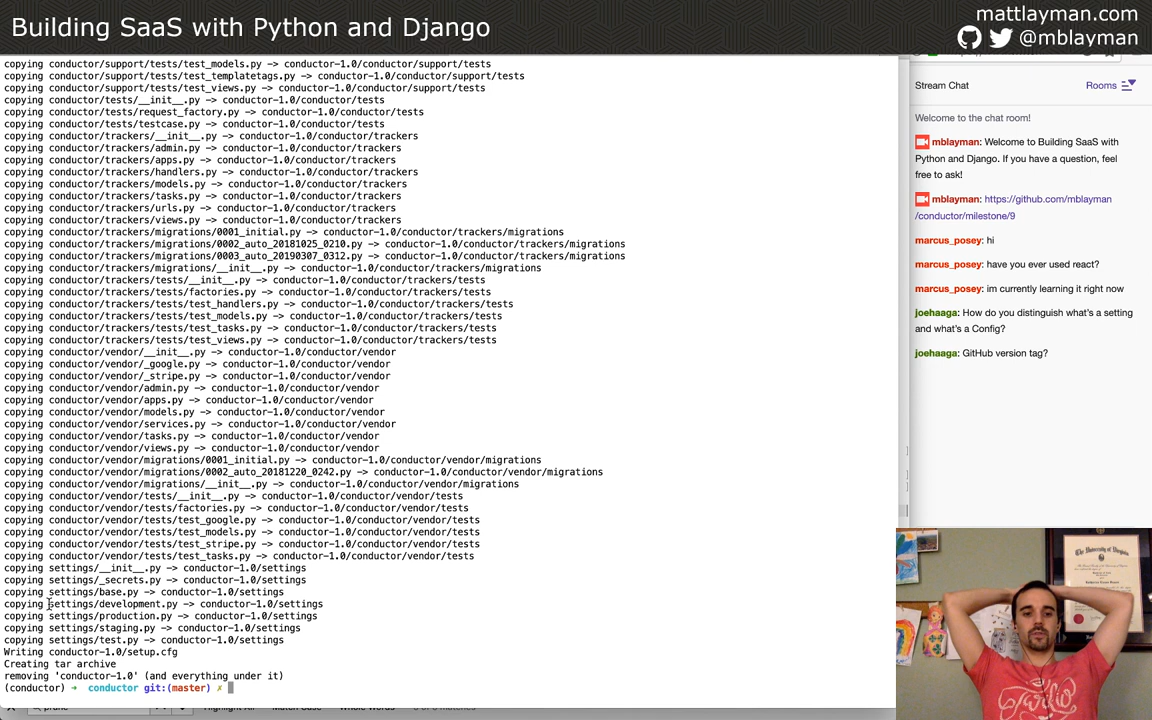 Building SaaS with Python and Django
mattlayman.com
@mblayman
copying conductor/support/tests/test_models.py -> conductor-1.0/conductor/support/tests
copying conductor/support/tests/test_templatetags.py -> conductor-1.0/conductor/support/tests
copying conductor/support/tests/test_views.py -> conductor-1.0/conductor/support/tests
copying conductor/tests/__init__.py -> conductor-1.0/conductor/tests
copying conductor/tests/request_factory.py -> conductor-1.0/conductor/tests
copying conductor/tests/testcase.py -> conductor-1.0/conductor/tests
copying conductor/trackers/__init__.py -> conductor-1.0/conductor/trackers
copying conductor/trackers/admin.py -> conductor-1.0/conductor/trackers
copying conductor/trackers/apps.py -> conductor-1.0/conductor/trackers
copying conductor/trackers/handlers.py -> conductor-1.0/conductor/trackers
copying conductor/trackers/models.py -> conductor-1.0/conductor/trackers
copying conductor/trackers/tasks.py -> conductor-1.0/conductor/trackers
copying conductor/trackers/urls.py -> conductor-1.0/conductor/trackers
copying conductor/trackers/views.py -> conductor-1.0/conductor/trackers
copying conductor/trackers/migrations/0001_initial.py -> conductor-1.0/conductor/trackers/migrations
copying conductor/trackers/migrations/0002_auto_20181025_0210.py -> conductor-1.0/conductor/trackers/migrations
copying conductor/trackers/migrations/0003_auto_20190307_0312.py -> conductor-1.0/conductor/trackers/migrations
copying conductor/trackers/migrations/__init__.py -> conductor-1.0/conductor/trackers/migrations
copying conductor/trackers/tests/__init__.py -> conductor-1.0/conductor/trackers/tests
copying conductor/trackers/tests/factories.py -> conductor-1.0/conductor/trackers/tests
copying conductor/trackers/tests/test_handlers.py -> conductor-1.0/conductor/trackers/tests
copying conductor/trackers/tests/test_models.py -> conductor-1.0/conductor/trackers/tests
copying conductor/trackers/tests/test_tasks.py -> conductor-1.0/conductor/trackers/tests
copying conductor/trackers/tests/test_views.py -> conductor-1.0/conductor/trackers/tests
copying conductor/vendor/__init__.py -> conductor-1.0/conductor/vendor
copying conductor/vendor/_google.py -> conductor-1.0/conductor/vendor
copying conductor/vendor/_stripe.py -> conductor-1.0/conductor/vendor
copying conductor/vendor/admin.py -> conductor-1.0/conductor/vendor
copying conductor/vendor/apps.py -> conductor-1.0/conductor/vendor
copying conductor/vendor/models.py -> conductor-1.0/conductor/vendor
copying conductor/vendor/services.py -> conductor-1.0/conductor/vendor
copying conductor/vendor/tasks.py -> conductor-1.0/conductor/vendor
copying conductor/vendor/views.py -> conductor-1.0/conductor/vendor
copying conductor/vendor/migrations/0001_initial.py -> conductor-1.0/conductor/vendor/migrations
copying conductor/vendor/migrations/0002_auto_20181220_0242.py -> conductor-1.0/conductor/vendor/migrations
copying conductor/vendor/migrations/__init__.py -> conductor-1.0/conductor/vendor/migrations
copying conductor/vendor/tests/__init__.py -> conductor-1.0/conductor/vendor/tests
copying conductor/vendor/tests/factories.py -> conductor-1.0/conductor/vendor/tests
copying conductor/vendor/tests/test_google.py -> conductor-1.0/conductor/vendor/tests
copying conductor/vendor/tests/test_models.py -> conductor-1.0/conductor/vendor/tests
copying conductor/vendor/tests/test_stripe.py -> conductor-1.0/conductor/vendor/tests
copying conductor/vendor/tests/test_tasks.py -> conductor-1.0/conductor/vendor/tests
copying settings/__init__.py -> conductor-1.0/settings
copying settings/_secrets.py -> conductor-1.0/settings
copying settings/base.py -> conductor-1.0/settings
copying settings/development.py -> conductor-1.0/settings
copying settings/production.py -> conductor-1.0/settings
copying settings/staging.py -> conductor-1.0/settings
copying settings/test.py -> conductor-1.0/settings
Writing conductor-1.0/setup.cfg
Creating tar archive
removing 'conductor-1.0' (and everything under it)
(conductor) ➜ conductor git:(master) ✗
Stream Chat
Rooms
Welcome to the chat room!
mblayman: Welcome to Building SaaS with
Python and Django. If you have a question, feel
free to ask!
mblayman: https://github.com/mblayman
/conductor/milestone/9
marcus_posey: hi
marcus_posey: have you ever used react?
marcus_posey: im currently learning it right now
joehaaga: How do you distinguish what's a setting
and what's a Config?
joehaaga: GitHub version tag?